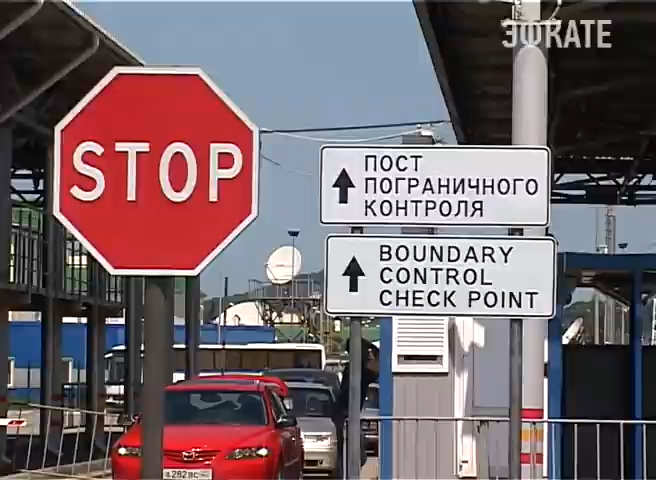 ЭФКАТЕ
STOP
ПОСТ
ПОГРАНИЧНОГО
КОНТРОЛЯ
BOUNDARY
CONTROL
CHECK POINT